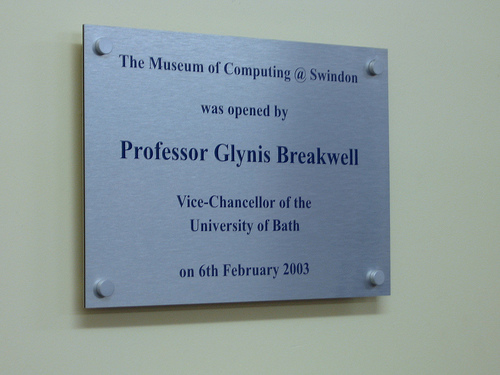 The Museum of Computing @ Swindon
was opened by
Professor Glynis Breakwell
Vice-Chancellor of the
University of Bath
on 6th February 2003